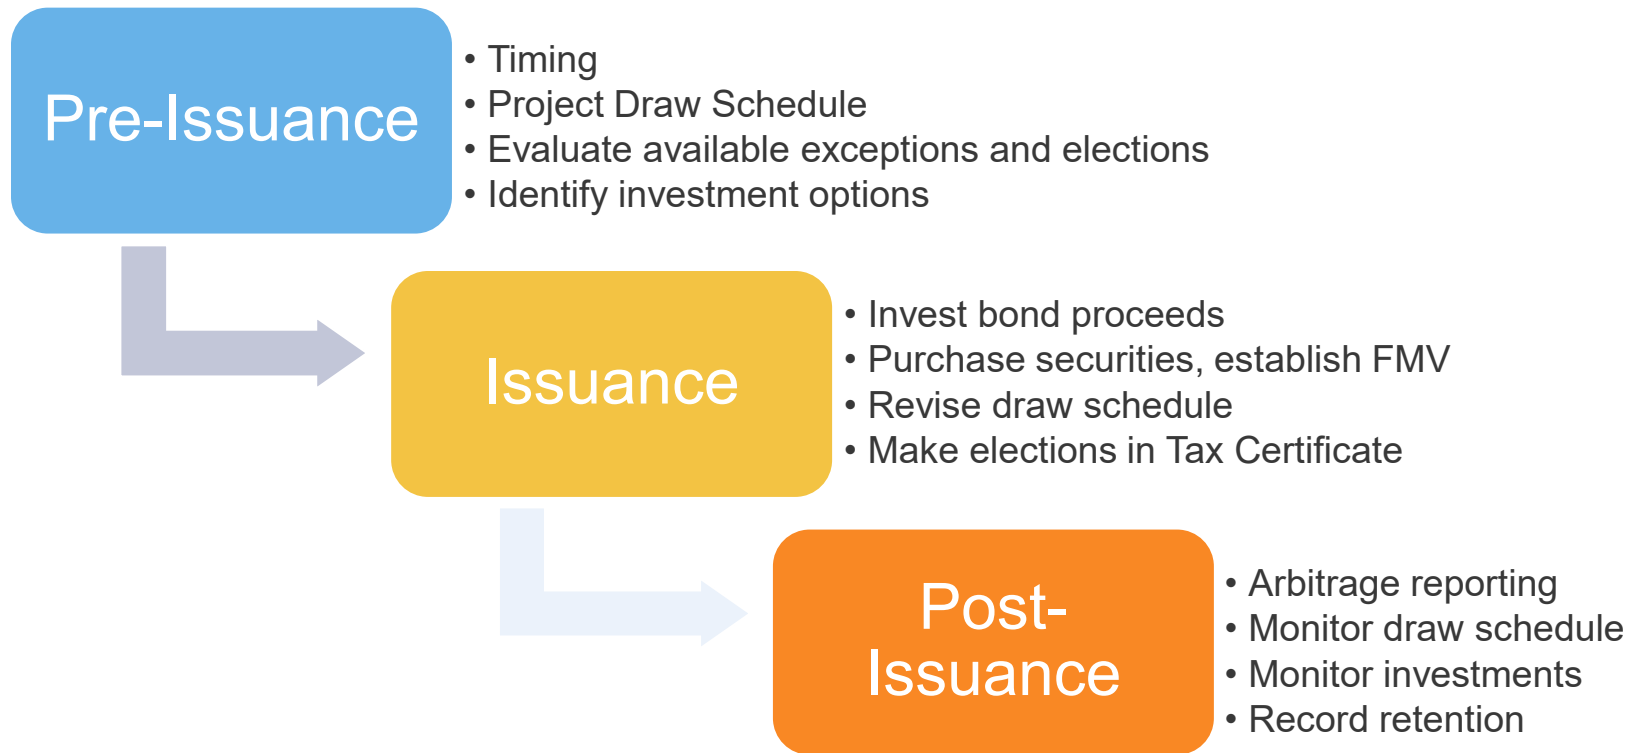 Pre-Issuance
• Timing
• Project Draw Schedule
• Evaluate available exceptions and elections
• Identify investment options
Issuance
• Invest bond proceeds
• Purchase securities, establish FMV
• Revise draw schedule
• Make elections in Tax Certificate
Post-
Issuance
• Arbitrage reporting
• Monitor draw schedule
• Monitor investments
• Record retention